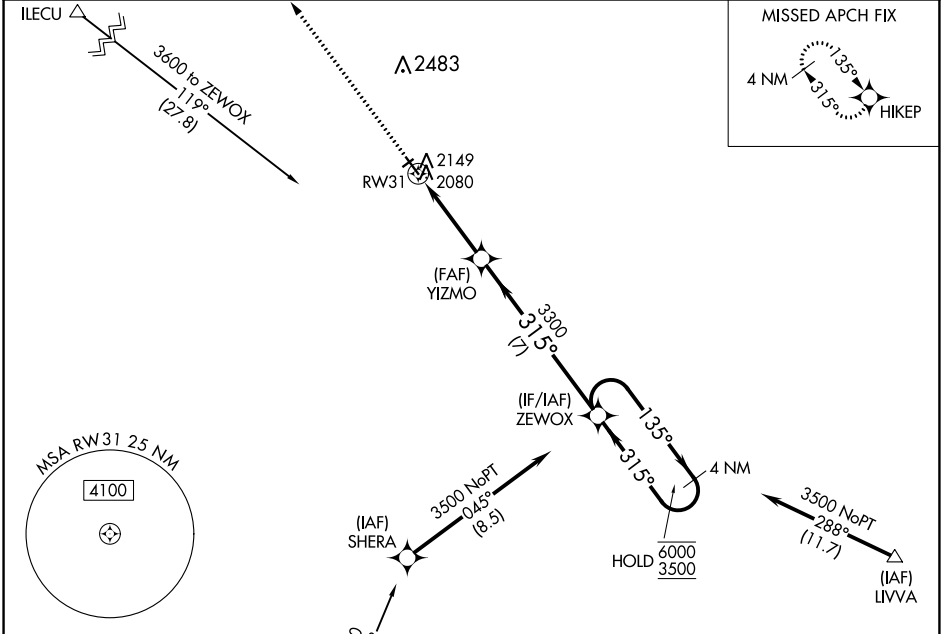 ILECU
3600 to ZEWOX
119°
(27.8)
2483
MISSED APCH FIX
4 NM
135°
315°
HIKEP
2149
2080
RW31
(FAF)
YIZMO
3300
315°
(7)
(IF/IAF)
ZEWOX
135°
315°
4 NM
HOLD
6000
3500
MSA RW31 25 NM
4100
3500 NoPT
045°
(8.5)
(IAF)
SHERA
3500 NoPT
288°
(11.7)
(IAF)
LIVVA